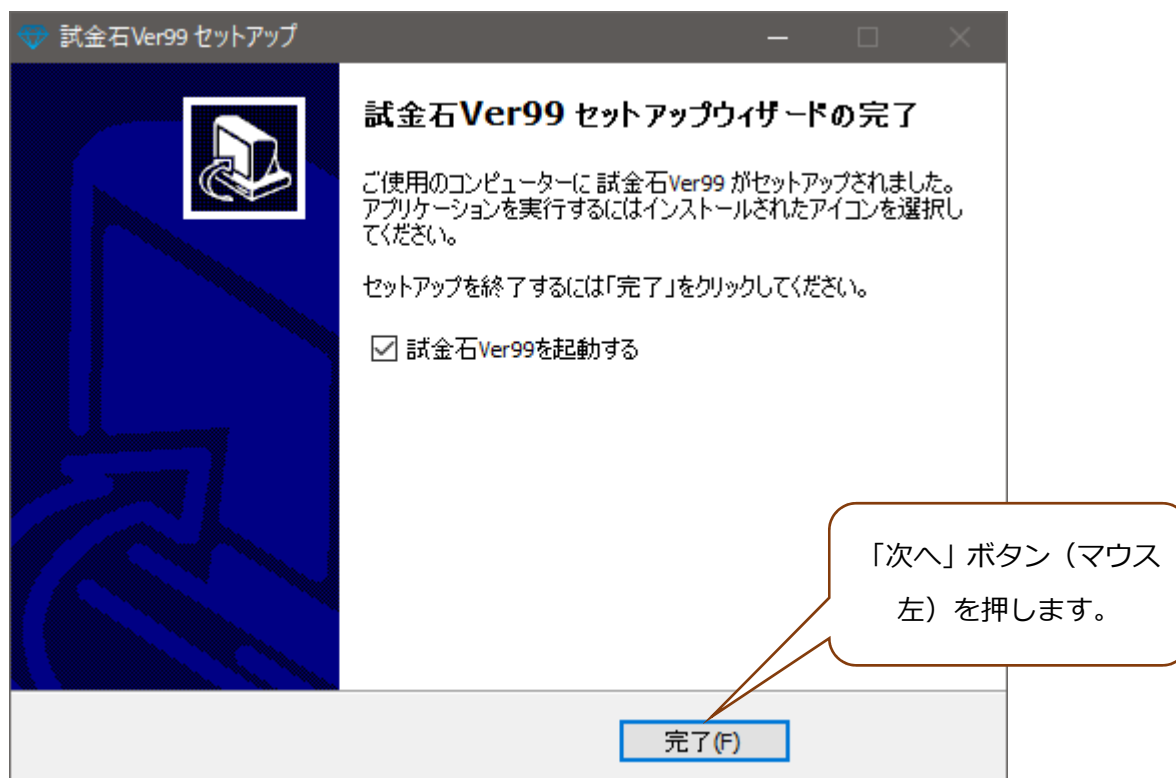 試金石Ver99 セットアップ
試金石Ver99 セットアップウィザードの完了
ご使用のコンピューターに 試金石Ver99 がセットアップされました。
アプリケーションを実行するにはインストールされたアイコンを選択し
てください。
セットアップを終了するには「完了」をクリックしてください。
試金石Ver99を起動する
「次へ」ボタン（マウス
左）を押します。
完了(F)